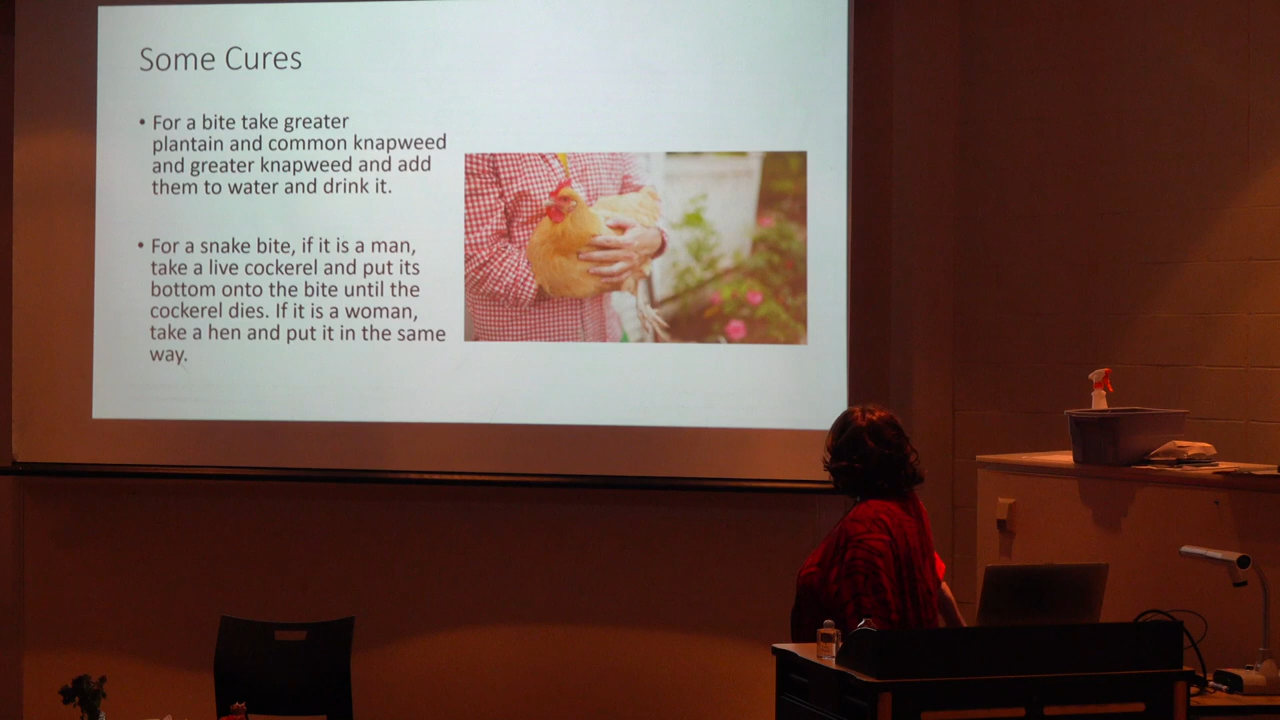 Some Cures
• For a bite take greater
plantain and common knapweed
and greater knapweed and add
them to water and drink it.
• For a snake bite, if it is a man,
take a live cockerel and put its
bottom onto the bite until the
cockerel dies. If it is a woman,
take a hen and put it in the same
way.